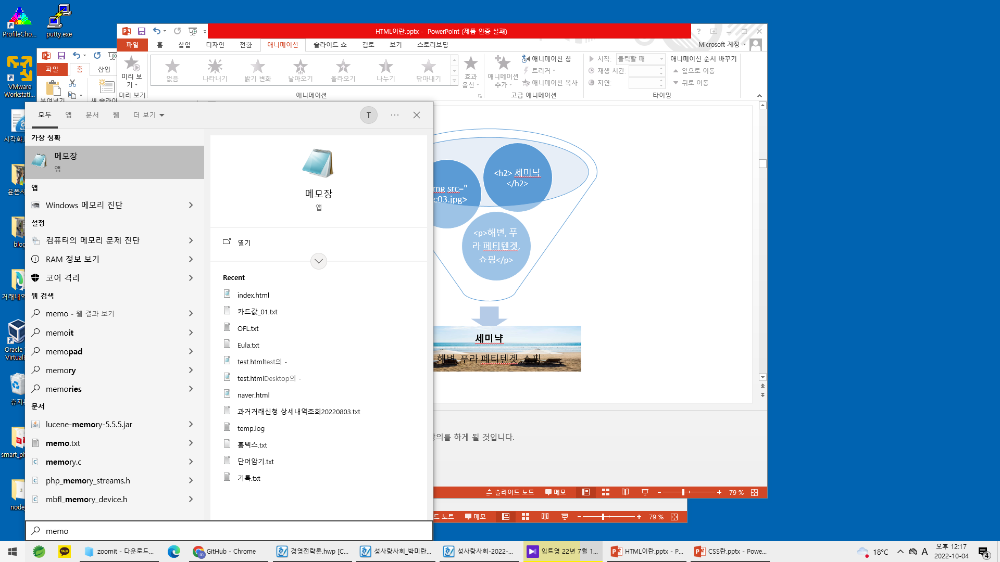 ProfileCho...
putty.exe
VMware
Workstati...
시각화.
윤폰시
blog
거래내역
Oracle
VirtualB
휴지통
smart_ph
node
파일
홈
삽입
붙여넣기
새 슬라이
HTML이란.pptx - PowerPoint (제품 인증 실패)
파일
홈
삽입
디자인
전환
애니메이션
슬라이드 쇼
검토
보기
스토리보딩
Microsoft 계정
미리 보
기
미리 보기
없음
나타내기
밝기 변화
날아오기
올라오기
나누기
닦아내기
애니메이션
효과
옵션
애니메이션
추가
애니메이션 창
트리거
애니메이션 복사
고급 애니메이션
시작: 클릭할 때
재생 시간:
지연:
애니메이션 순서 바꾸기
앞으로 이동
뒤로 이동
타이밍
모두
앱
문서
웹
더 보기
T
가장 정확
메모장
앱
앱
Windows 메모리 진단
설정
컴퓨터의 메모리 문제 진단
RAM 정보 보기
코어 격리
웹 검색
memo - 웹 결과 보기
memoit
memopad
memory
memories
문서
lucene-memory-5.5.5.jar
memo.txt
memory.c
php_memory_streams.h
mbfl_memory_device.h
memo
메모장
앱
열기
Recent
index.html
카드값_01.txt
OFL.txt
Eula.txt
test.htmltest의 -
test.htmlDesktop의 -
naver.html
과거거래신청 상세내역조회20220803.txt
temp.log
홈텍스.txt
단어암기.txt
기록.txt
<h2> 세미냑
</h2>
mg src="
c03.jpg>
<p>해변, 푸
라 페티텐겟,
쇼핑</p>
세미냑
해변, 푸라 페티텐겟, 쇼핑
강의를 하게 될 것입니다.
슬라이드 노트
메모
79 %
드 노트
메모
79 %
zoomit - 다운로드...
GitHub - Chrome
경영전략론.hwp [C...
성사랑사회_박미란...
성사랑사회-2022-...
입트영 22년 7월 1...
HTML이란.pptx - P...
CSS란.pptx - Powe...
18°C
A
오후 12:17
2022-10-04
4